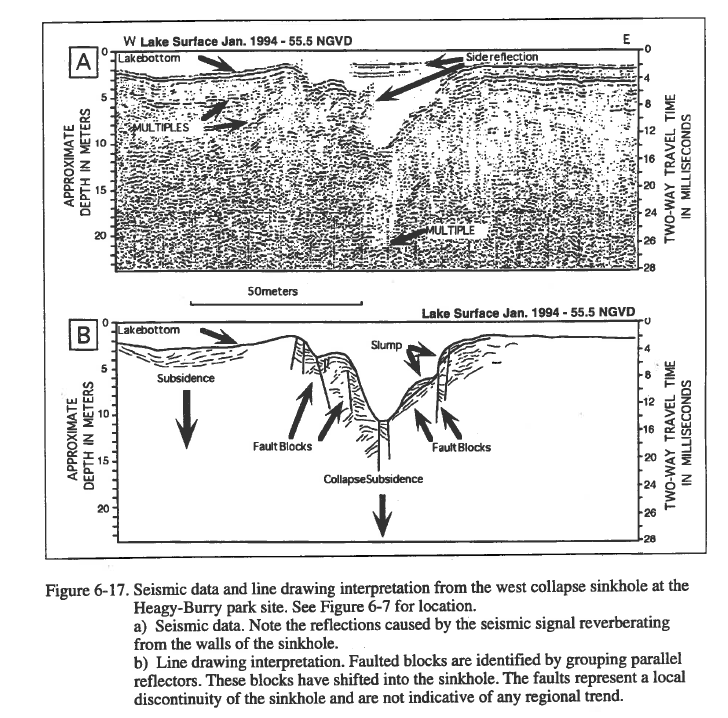 W Lake Surface Jan. 1994 - 55.5 NGVD E
A
Lakebottom
Side reflection
MULTIPLES
MULTIPLE
APPROXIMATE
DEPTH IN METERS
0
5
10
15
20
TWO-WAY TRAVEL TIME
IN MILLISECONDS
0
4
8
12
16
20
24
26
28
50meters
Lake Surface Jan. 1994 - 55.5 NGVD
B
Lakebottom
Slump
Subsidence
Fault Blocks
Fault Blocks
CollapseSubsidence
APPROXIMATE
DEPTH IN METERS
0
5
10
15
20
TWO-WAY TRAVEL TIME
IN MILLISECONDS
0
4
8
12
16
20
24
26
28
Figure 6-17. Seismic data and line drawing interpretation from the west collapse sinkhole at the
Heagy-Burry park site. See Figure 6-7 for location.
a) Seismic data. Note the reflections caused by the seismic signal reverberating
from the walls of the sinkhole.
b) Line drawing interpretation. Faulted blocks are identified by grouping parallel
reflectors. These blocks have shifted into the sinkhole. The faults represent a local
discontinuity of the sinkhole and are not indicative of any regional trend.